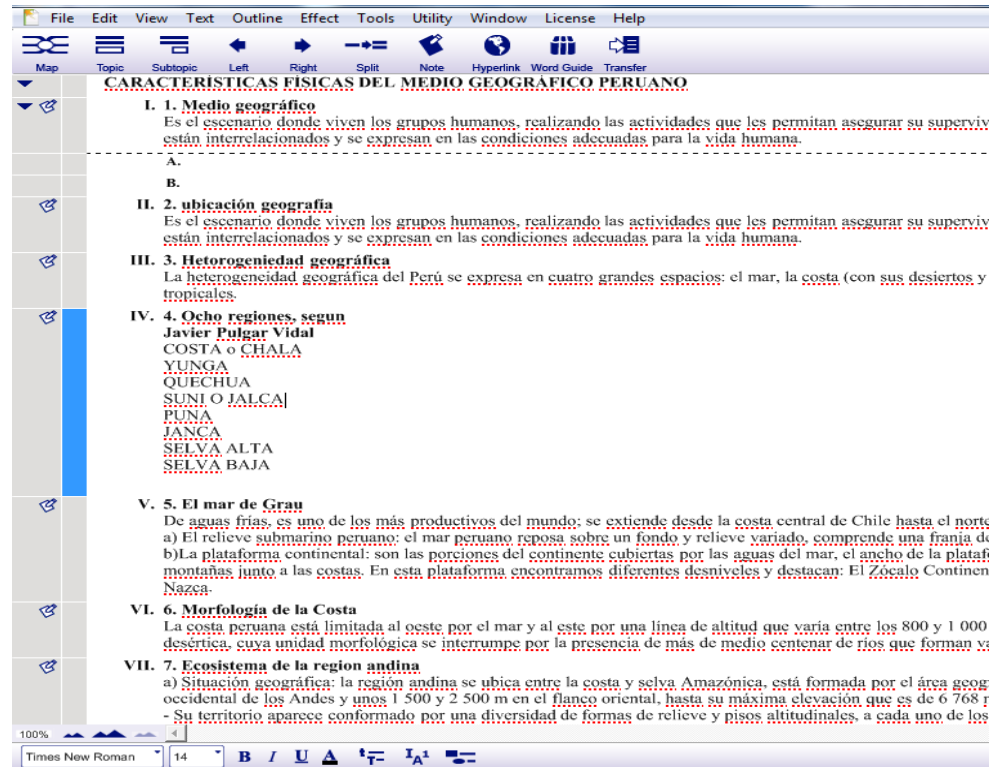 File Edit View Text Outline Effect Tools Utility Window License Help
Map Topic Subtopic Left Right Split Note Hyperlink Word Guide Transfer
CARACTERÍSTICAS FÍSICAS DEL MEDIO GEOGRÁFICO PERUANO
I. 1. Medio geográfico
Es el escenario donde viven los grupos humanos, realizando las actividades que les permitan asegurar su superviv
están interrelacionados y se expresan en las condiciones adecuadas para la vida humana.
A.
B.
II. 2. ubicación geografía
Es el escenario donde viven los grupos humanos, realizando las actividades que les permitan asegurar su superviv
están interrelacionados y se expresan en las condiciones adecuadas para la vida humana.
III. 3. Hetorogeniedad geográfica
La heterogeneidad geográfica del Perú se expresa en cuatro grandes espacios: el mar, la costa (con sus desiertos y
tropicales.
IV. 4. Ocho regiones, segun
Javier Pulgar Vidal
COSTA o CHALA
YUNGA
QUECHUA
SUNI O JALCA
PUNA
JANCA
SELVA ALTA
SELVA BAJA
V. 5. El mar de Grau
De aguas frías, es uno de los más productivos del mundo; se extiende desde la costa central de Chile hasta el norte
a) El relieve submarino peruano: el mar peruano reposa sobre un fondo y relieve variado, comprende una franja de
b)La plataforma continental: son las porciones del continente cubiertas por las aguas del mar, el ancho de la plataf
montañas junto a las costas. En esta plataforma encontramos diferentes desniveles y destacan: El Zócalo Continen
Nazca.
VI. 6. Morfología de la Costa
La costa peruana está limitada al oeste por el mar y al este por una línea de altitud que varía entre los 800 y 1 000
desértica, cuya unidad morfológica se interrumpe por la presencia de más de medio centenar de ríos que forman va
VII. 7. Ecosistema de la region andina
a) Situación geográfica: la región andina se ubica entre la costa y selva Amazónica, está formada por el área geogr
occidental de los Andes y unos 1 500 y 2 500 m en el flanco oriental, hasta su máxima elevación que es de 6 768 m
- Su territorio aparece conformado por una diversidad de formas de relieve y pisos altitudinales, a cada uno de los
100%
Times New Roman 14 B I U A